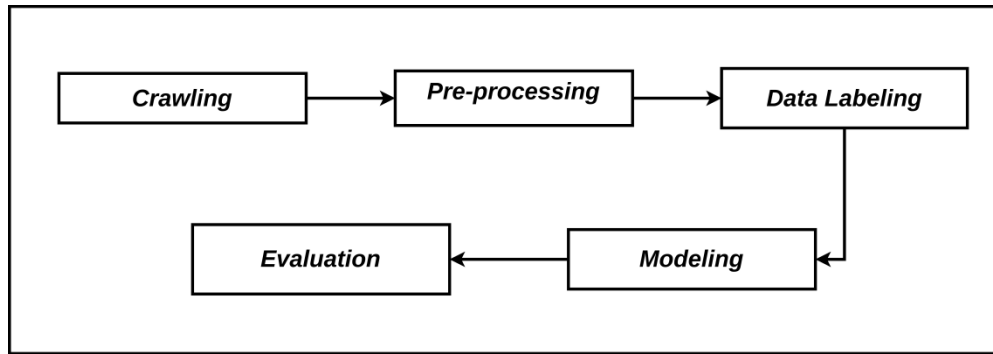 Crawling
Pre-processing
Data Labeling
Modeling
Evaluation